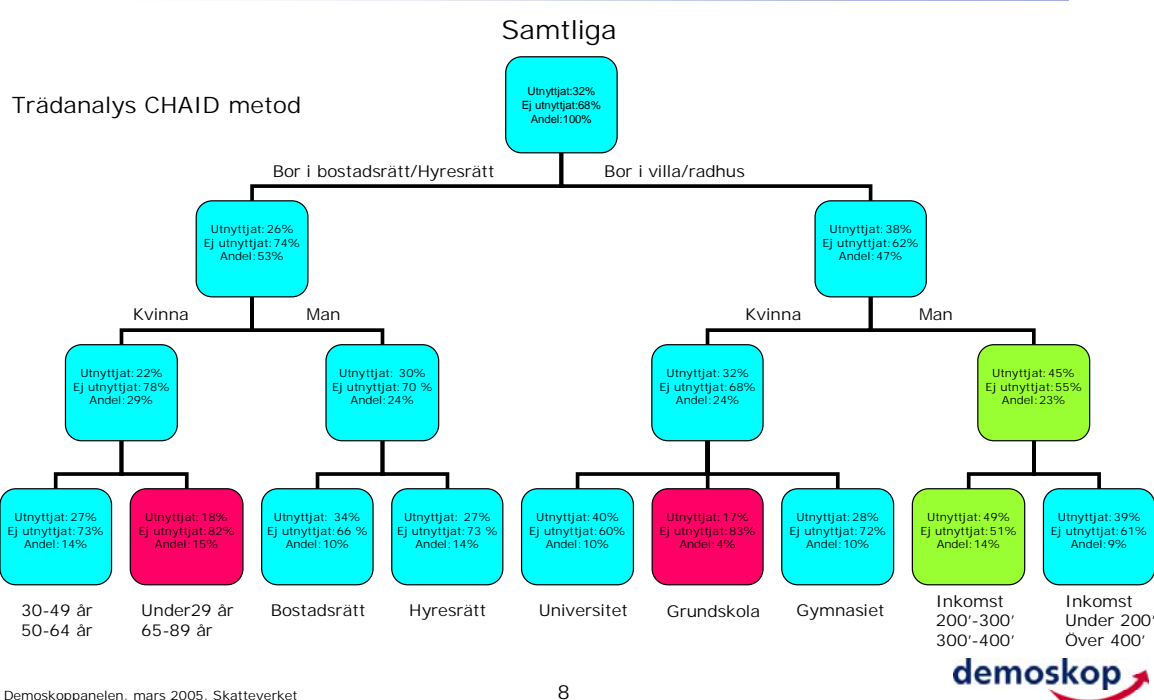 Samtliga
Trädanalys CHAID metod
Utnyttjat:32%
Ej utnyttjat:68%
Andel:100%
Bor i bostadsrätt/Hyresrätt
Bor i villa/radhus
Utnyttjat:26%
Ej utnyttjat:74%
Andel:53%
Utnyttjat:38%
Ej utnyttjat:62%
Andel:47%
Kvinna
Man
Kvinna
Man
Utnyttjat:22%
Ej utnyttjat:78%
Andel:29%
Utnyttjat: 30%
Ej utnyttjat:70 %
Andel:24%
Utnyttjat:32%
Ej utnyttjat:68%
Andel:24%
Utnyttjat:45%
Ej utnyttjat:55%
Andel:23%
Utnyttjat:27%
Ej utnyttjat:73%
Andel:14%
Utnyttjat:18%
Ej utnyttjat:82%
Andel:15%
Utnyttjat: 34%
Ej utnyttjat:66 %
Andel:10%
Utnyttjat: 27%
Ej utnyttjat:73 %
Andel:14%
Utnyttjat:40%
Ej utnyttjat:60%
Andel:10%
Utnyttjat:17%
Ej utnyttjat:83%
Andel:4%
Utnyttjat:28%
Ej utnyttjat:72%
Andel:10%
Utnyttjat:49%
Ej utnyttjat:51%
Andel:14%
Utnyttjat:39%
Ej utnyttjat:61%
Andel:9%
30-49 år
50-64 år
Under29 år
65-89 år
Bostadsrätt
Hyresrätt
Universitet
Grundskola
Gymnasiet
Inkomst
200’-300’
300’-400’
Inkomst
Under 200’
Över 400’
Demoskoppanelen, mars 2005, Skatteverket
8
demoskop